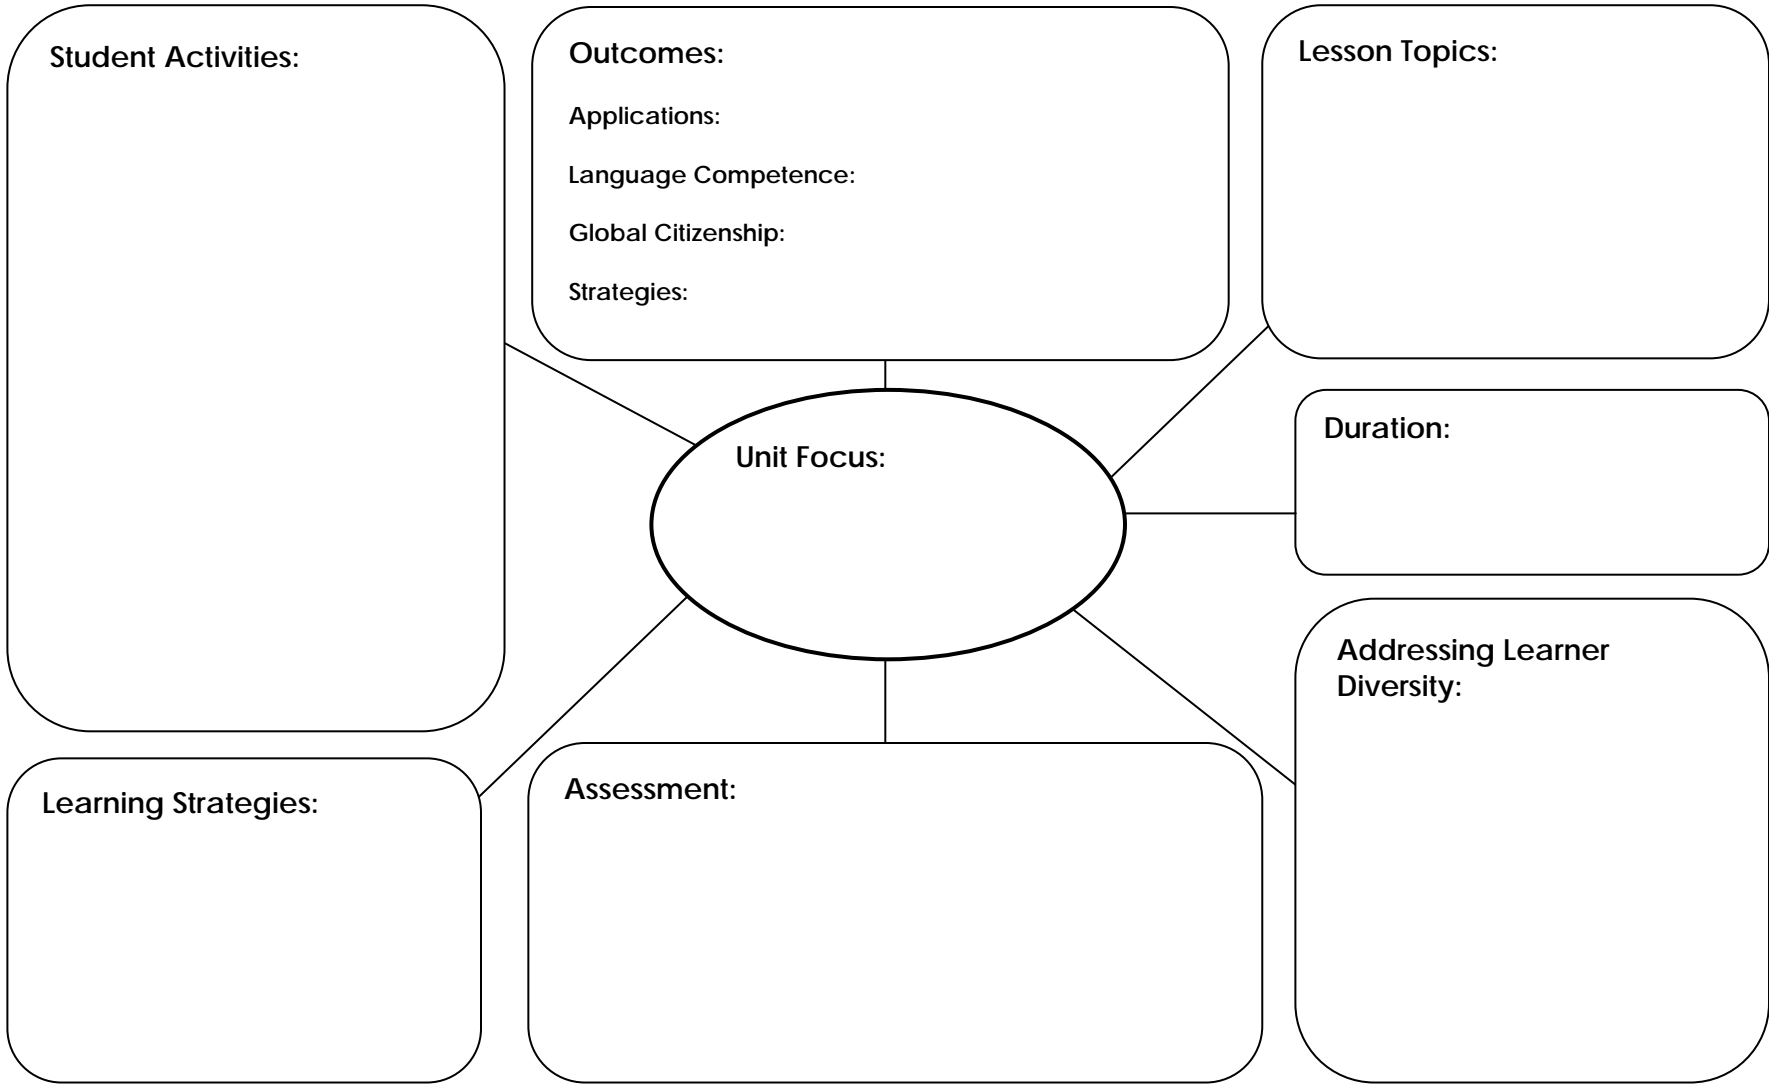 Student Activities:
Outcomes:
Applications:
Language Competence:
Global Citizenship:
Strategies:
Lesson Topics:
Unit Focus:
Duration:
Addressing Learner
Diversity:
Learning Strategies:
Assessment: